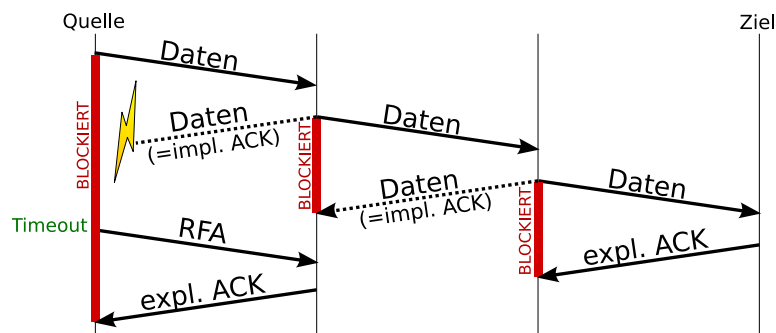 Quelle
Ziel
Daten
BLOCKIERT
Daten
(=impl. ACK)
Daten
BLOCKIERT
Daten
(=impl. ACK)
Daten
BLOCKIERT
Timeout
RFA
expl. ACK
expl. ACK